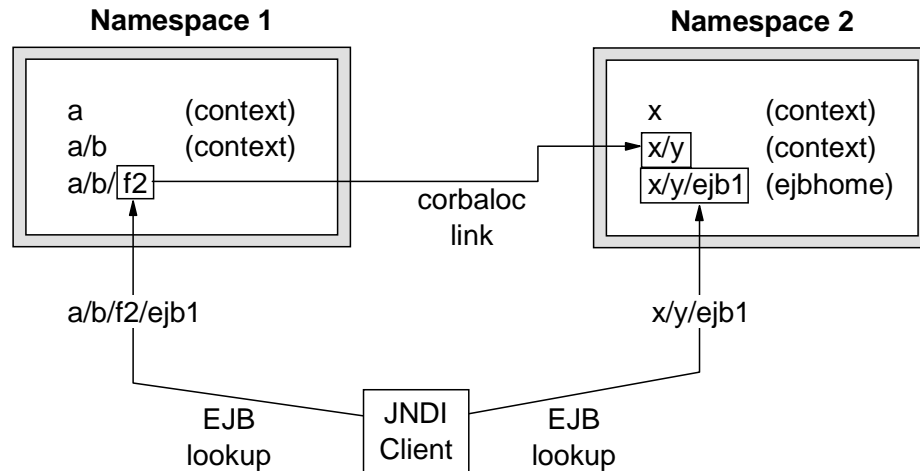 Namespace 1
Namespace 2
a (context)
a/b (context)
a/b/f2
x (context)
x/y (context)
x/y/ejb1 (ejbhome)
corbaloc
link
a/b/f2/ejb1
x/y/ejb1
EJB
lookup
JNDI
Client
EJB
lookup